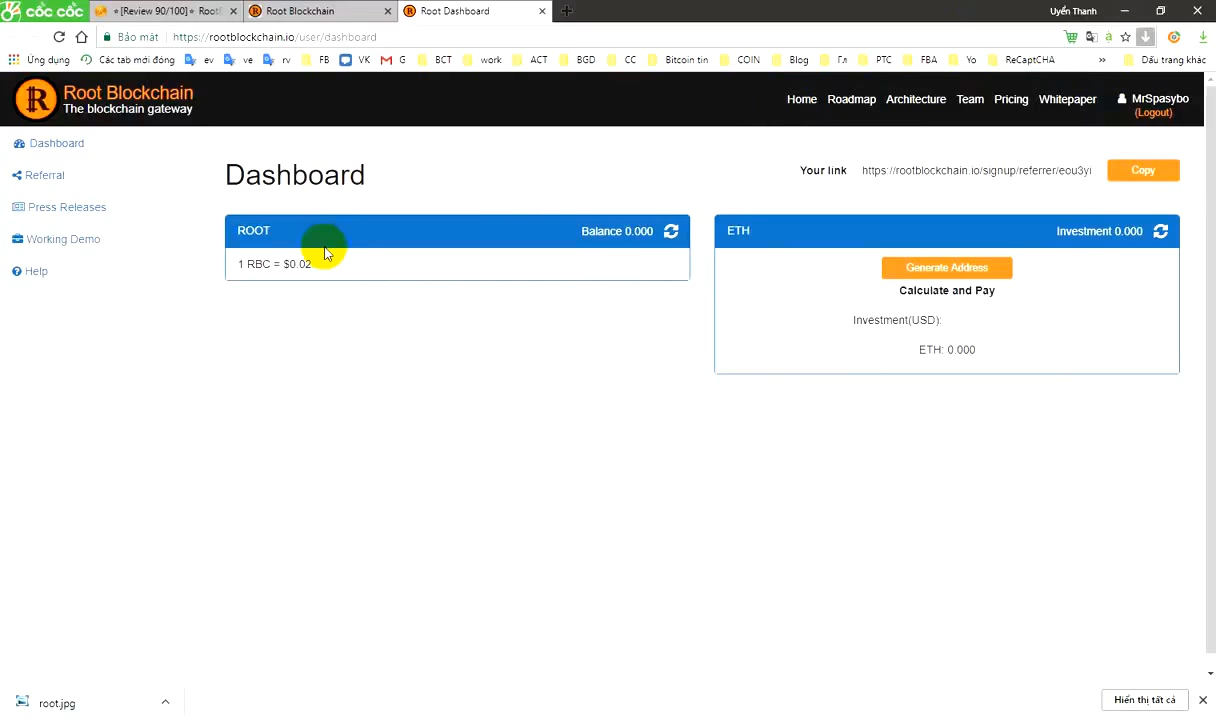 cốc cốc
⭐[Review 90/100]⭐ Root
Root Blockchain
Root Dashboard
Uyển Thanh
Bảo mật
https://rootblockchain.io/user/dashboard
Ứng dụng
Các tab mới đóng
ev
ve
rv
FB
VK
G
BCT
work
ACT
BGD
CC
Bitcoin tin
COIN
Blog
Гл
PTC
FBA
Yo
ReCaptCHA
»
Dấu trang khác
Root Blockchain
The blockchain gateway
Home
Roadmap
Architecture
Team
Pricing
Whitepaper
MrSpasybo
(Logout)
Dashboard
Referral
Press Releases
Working Demo
Help
Dashboard
Your link
https://rootblockchain.io/signup/referrer/eou3yi
Copy
ROOT
Balance 0.000
1 RBC = $0.02
ETH
Investment 0.000
Generate Address
Calculate and Pay
Investment(USD):
ETH: 0.000
root.jpg
Hiển thị tất cả